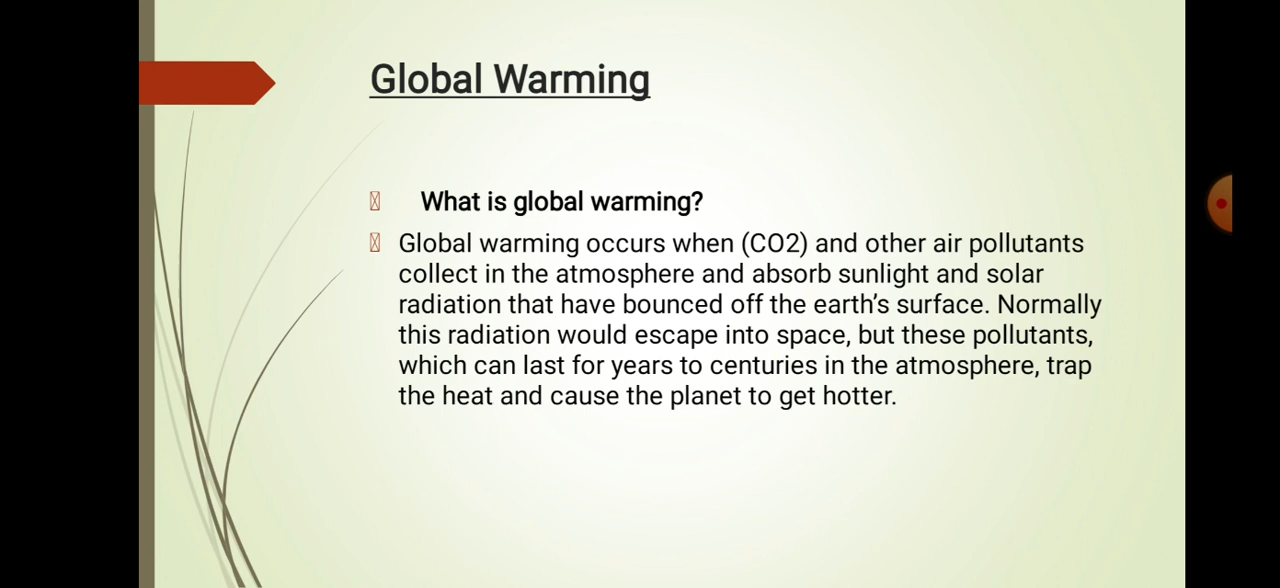 Global Warming
What is global warming?
Global warming occurs when (CO2) and other air pollutants
collect in the atmosphere and absorb sunlight and solar
radiation that have bounced off the earth’s surface. Normally
this radiation would escape into space, but these pollutants,
which can last for years to centuries in the atmosphere, trap
the heat and cause the planet to get hotter.